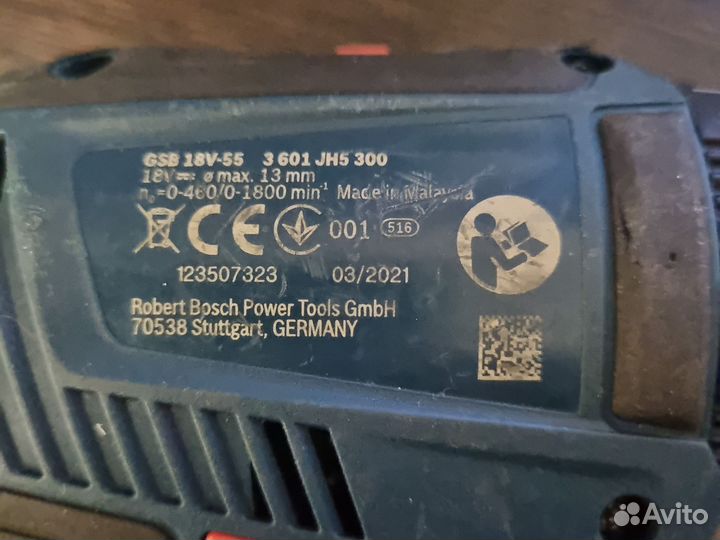 GSB 18V-55 3 601 JH5 300
18V⎓ ø max. 13 mm
n₀=0-460/0-1800 min⁻¹ Made in Malaysia
CE 001 516
123507323 03/2021
Robert Bosch Power Tools GmbH
70538 Stuttgart, GERMANY
Avito